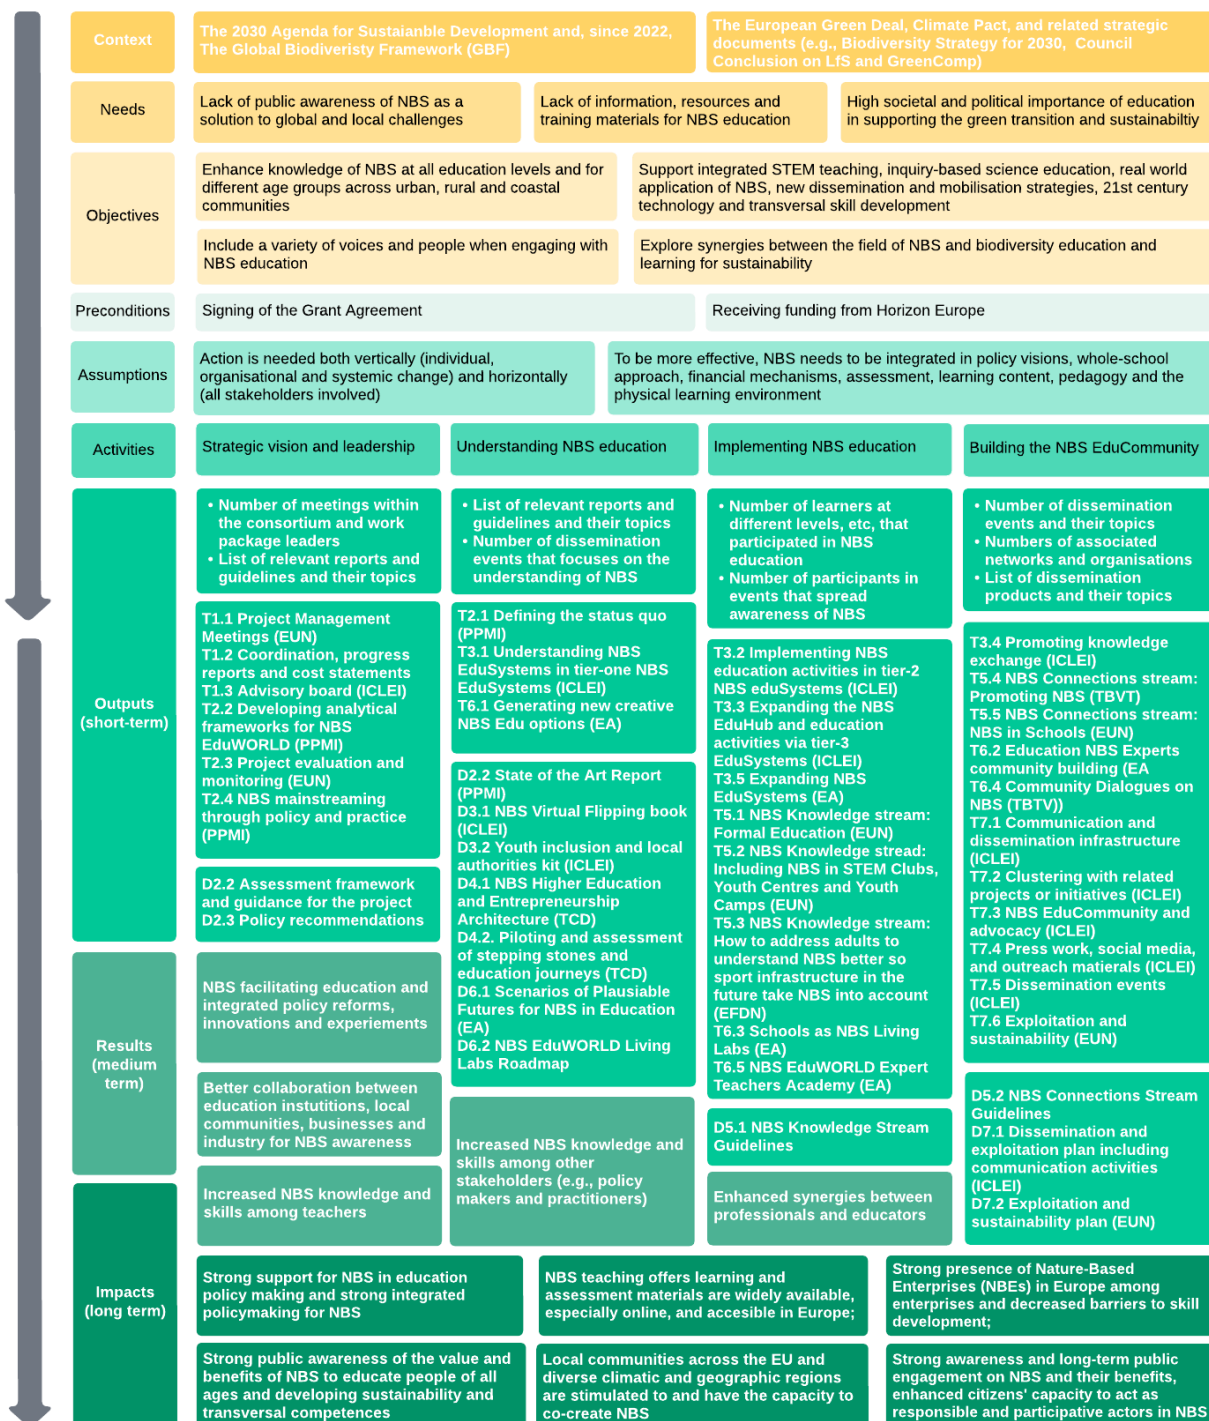 Context
The 2030 Agenda for Sustaianble Development and, since 2022,
The Global Biodiveristy Framework (GBF)
The European Green Deal, Climate Pact, and related strategic
documents (e.g., Biodiversity Strategy for 2030,  Council
Conclusion on LfS and GreenComp)
Needs
Lack of public awareness of NBS as a
solution to global and local challenges
Lack of information, resources and
training materials for NBS education
High societal and political importance of education
in supporting the green transition and sustainabiltiy
Objectives
Enhance knowledge of NBS at all education levels and for
different age groups across urban, rural and coastal
communities
Support integrated STEM teaching, inquiry-based science education, real world
application of NBS, new dissemination and mobilisation strategies, 21st century
technology and transversal skill development
Include a variety of voices and people when engaging with
NBS education
Explore synergies between the field of NBS and biodiversity education and
learning for sustainability
Preconditions
Signing of the Grant Agreement
Receiving funding from Horizon Europe
Assumptions
Action is needed both vertically (individual,
organisational and systemic change) and horizontally
(all stakeholders involved)
To be more effective, NBS needs to be integrated in policy visions, whole-school
approach, financial mechanisms, assessment, learning content, pedagogy and the
physical learning environment
Activities
Strategic vision and leadership
Understanding NBS education
Implementing NBS education
Building the NBS EduCommunity
Outputs
(short-term)
• Number of meetings within
the consortium and work
package leaders
• List of relevant reports and
guidelines and their topics
T1.1 Project Management
Meetings (EUN)
T1.2 Coordination, progress
reports and cost statements
T1.3 Advisory board (ICLEI)
T2.2 Developing analytical
frameworks for NBS
EduWORLD (PPMI)
T2.3 Project evaluation and
monitoring (EUN)
T2.4 NBS mainstreaming
through policy and practice
(PPMI)
D2.2 Assessment framework
and guidance for the project
D2.3 Policy recommendations
• List of relevant reports and
guidelines and their topics
• Number of dissemination
events that focuses on the
understanding of NBS
T2.1 Defining the status quo
(PPMI)
T3.1 Understanding NBS
EduSystems in tier-one NBS
EduSystems (ICLEI)
T6.1 Generating new creative
NBS Edu options (EA)
D2.2 State of the Art Report
(PPMI)
D3.1 NBS Virtual Flipping book
(ICLEI)
D3.2 Youth inclusion and local
authorities kit (ICLEI)
D4.1 NBS Higher Education
and Entrepreneurship
Architecture (TCD)
D4.2. Piloting and assessment
of stepping stones and
education journeys (TCD)
D6.1 Scenarios of Plausiable
Futures for NBS in Education
(EA)
D6.2 NBS EduWORLD Living
Labs Roadmap
• Number of learners at
different levels, etc, that
participated in NBS
education
• Number of participants in
events that spread
awareness of NBS
T3.2 Implementing NBS
education activities in tier-2
NBS eduSystems (ICLEI)
T3.3 Expanding the NBS
EduHub and education
activities via tier-3
EduSystems (ICLEI)
T3.5 Expanding NBS
EduSystems (EA)
T5.1 NBS Knowledge stream:
Formal Education (EUN)
T5.2 NBS Knowledge stread:
Including NBS in STEM Clubs,
Youth Centres and Youth
Camps (EUN)
T5.3 NBS Knowledge stream:
How to address adults to
understand NBS better so
sport infrastructure in the
future take NBS into account
(EFDN)
T6.3 Schools as NBS Living
Labs (EA)
T6.5 NBS EduWORLD Expert
Teachers Academy (EA)
D5.1 NBS Knowledge Stream
Guidelines
• Number of dissemination
events and their topics
• Numbers of associated
networks and organisations
• List of dissemination
products and their topics
T3.4 Promoting knowledge
exchange (ICLEI)
T5.4 NBS Connections stream:
Promoting NBS (TBVT)
T5.5 NBS Connections stream:
NBS in Schools (EUN)
T6.2 Education NBS Experts
community building (EA
T6.4 Community Dialogues on
NBS (TBTV))
T7.1 Communication and
dissemination infrastructure
(ICLEI)
T7.2 Clustering with related
projects or initiatives (ICLEI)
T7.3 NBS EduCommunity and
advocacy (ICLEI)
T7.4 Press work, social media,
and outreach matierals (ICLEI)
T7.5 Dissemination events
(ICLEI)
T7.6 Exploitation and
sustainability (EUN)
D5.2 NBS Connections Stream
Guidelines
D7.1 Dissemination and
exploitation plan including
communication activities
(ICLEI)
D7.2 Exploitation and
sustainability plan (EUN)
Results
(medium
term)
NBS facilitating education and
integrated policy reforms,
innovations and experiements
Better collaboration between
education instutitions, local
communities, businesses and
industry for NBS awareness
Increased NBS knowledge and
skills among teachers
Increased NBS knowledge and
skills among other
stakeholders (e.g., policy
makers and practitioners)
Enhanced synergies between
professionals and educators
Impacts
(long term)
Strong support for NBS in education
policy making and strong integrated
policymaking for NBS
NBS teaching offers learning and
assessment materials are widely available,
especially online, and accesible in Europe;
Strong presence of Nature-Based
Enterprises (NBEs) in Europe among
enterprises and decreased barriers to skill
development;
Strong public awareness of the value and
benefits of NBS to educate people of all
ages and developing sustainability and
transversal competences
Local communities across the EU and
diverse climatic and geographic regions
are stimulated to and have the capacity to
co-create NBS
Strong awareness and long-term public
engagement on NBS and their benefits,
enhanced citizens' capacity to act as
responsible and participative actors in NBS